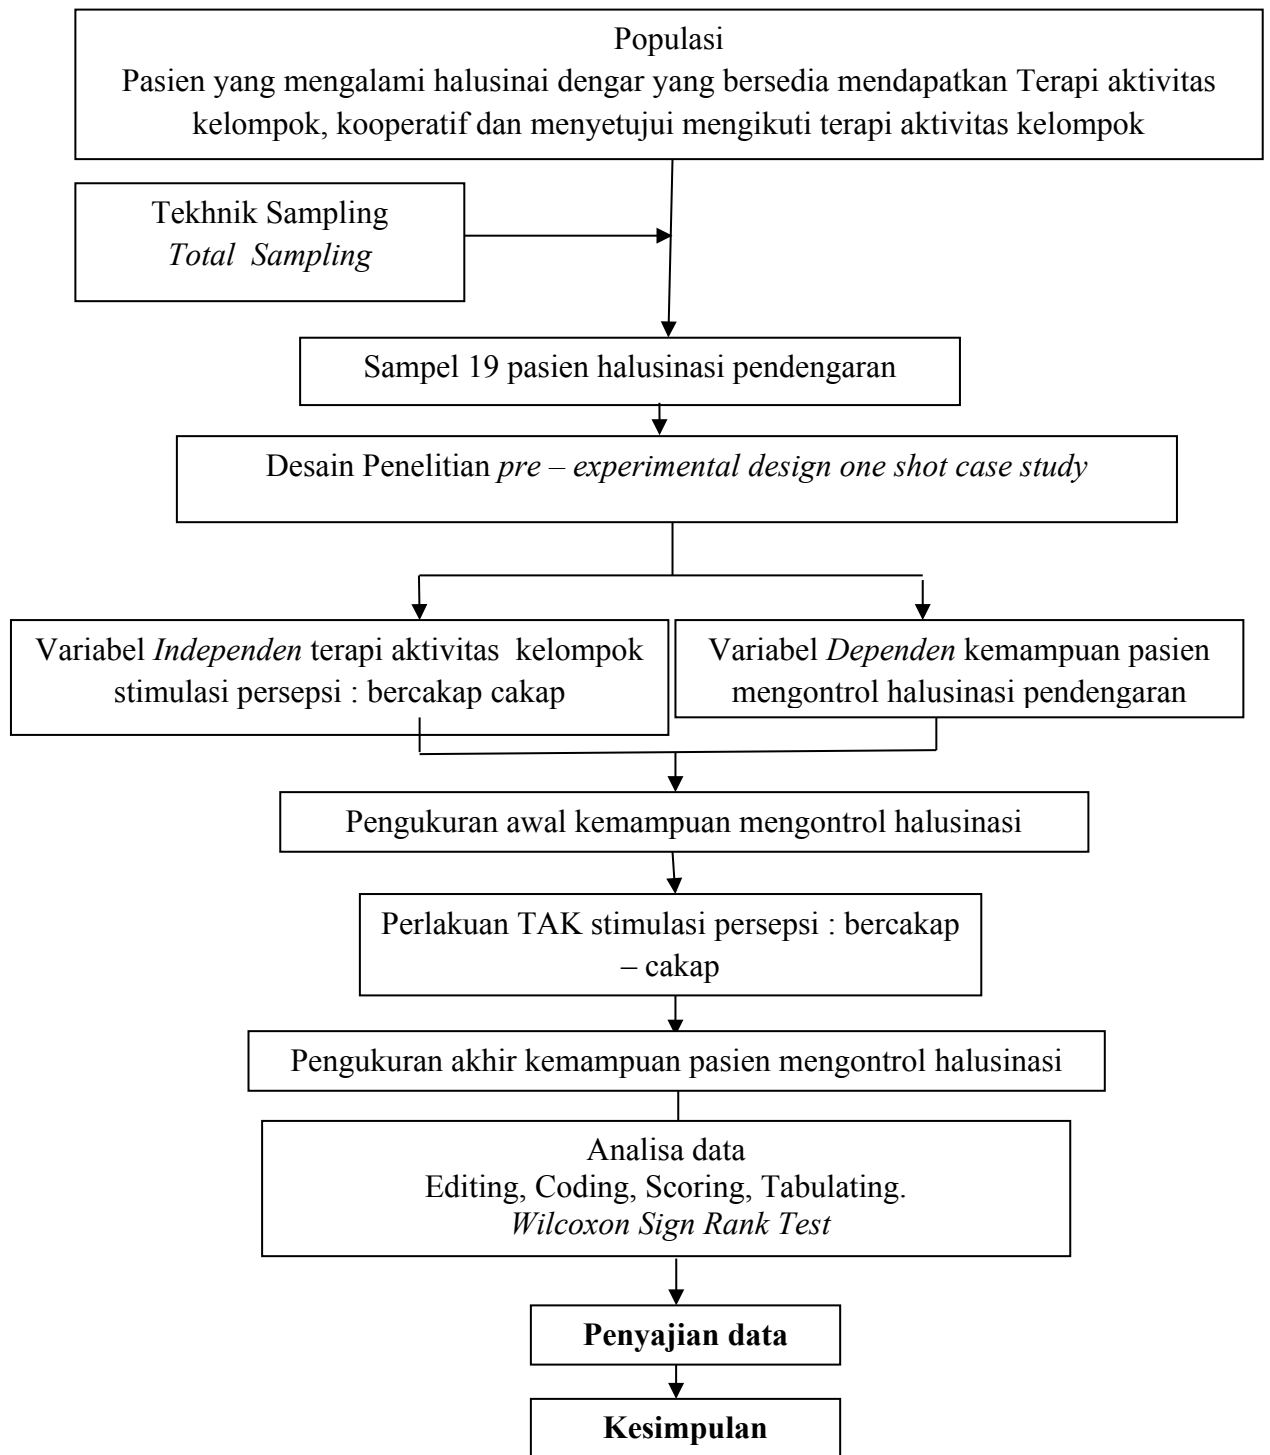 Populasi
Pasien yang mengalami halusinai dengar yang bersedia mendapatkan Terapi aktivitas
kelompok, kooperatif dan menyetujui mengikuti terapi aktivitas kelompok
Tekhnik Sampling
Total Sampling
Sampel 19 pasien halusinasi pendengaran
Desain Penelitian pre – experimental design one shot case study
Variabel Independen terapi aktivitas kelompok
stimulasi persepsi : bercakap cakap
Variabel Dependen kemampuan pasien
mengontrol halusinasi pendengaran
Pengukuran awal kemampuan mengontrol halusinasi
Perlakuan TAK stimulasi persepsi : bercakap
– cakap
Pengukuran akhir kemampuan pasien mengontrol halusinasi
Analisa data
Editing, Coding, Scoring, Tabulating.
Wilcoxon Sign Rank Test
Penyajian data
Kesimpulan